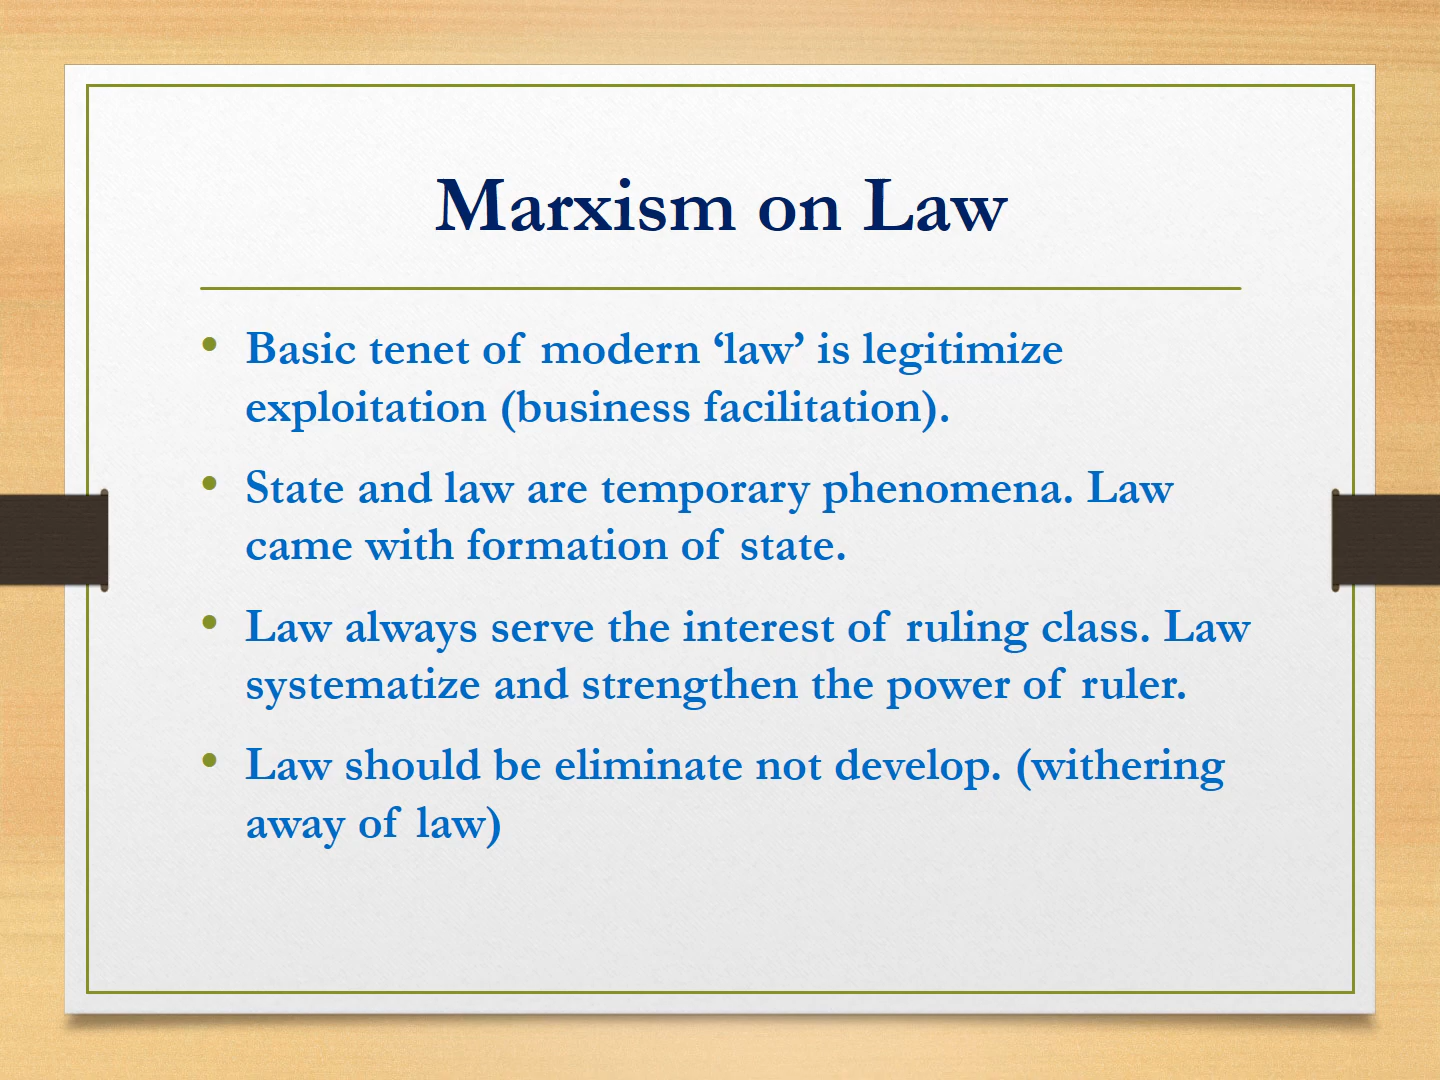 Marxism on Law
• Basic tenet of modern ‘law’ is legitimize
exploitation (business facilitation).
• State and law are temporary phenomena. Law
came with formation of state.
• Law always serve the interest of ruling class. Law
systematize and strengthen the power of ruler.
• Law should be eliminate not develop. (withering
away of law)